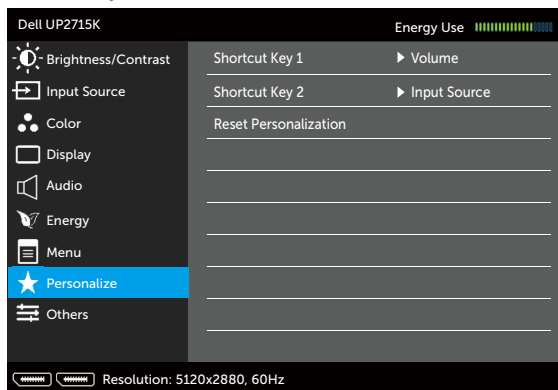 Dell UP2715K
Energy Use
Brightness/Contrast
Shortcut Key 1
Volume
Input Source
Shortcut Key 2
Input Source
Color
Reset Personalization
Display
Audio
Energy
Menu
Personalize
Others
Resolution: 5120x2880, 60Hz